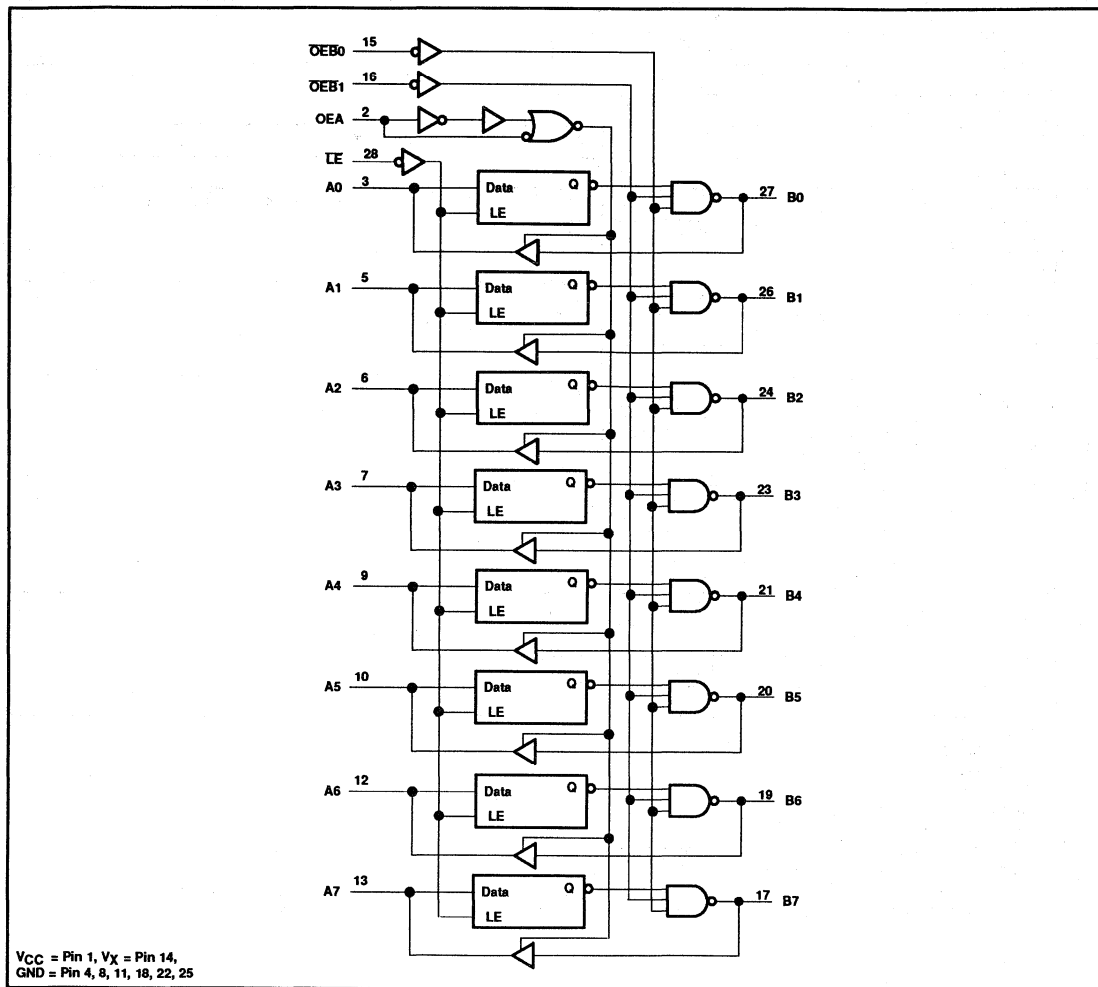 15
O̅E̅B̅0̅
16
O̅E̅B̅1̅
OEA 2
L̅E̅ 28
A0 3 Data Q LE 27 B0
A1 5 Data Q LE 26 B1
A2 6 Data Q LE 24 B2
A3 7 Data Q LE 23 B3
A4 9 Data Q LE 21 B4
A5 10 Data Q LE 20 B5
A6 12 Data Q LE 19 B6
A7 13 Data Q LE 17 B7
VCC = Pin 1, VX = Pin 14,
GND = Pin 4, 8, 11, 18, 22, 25